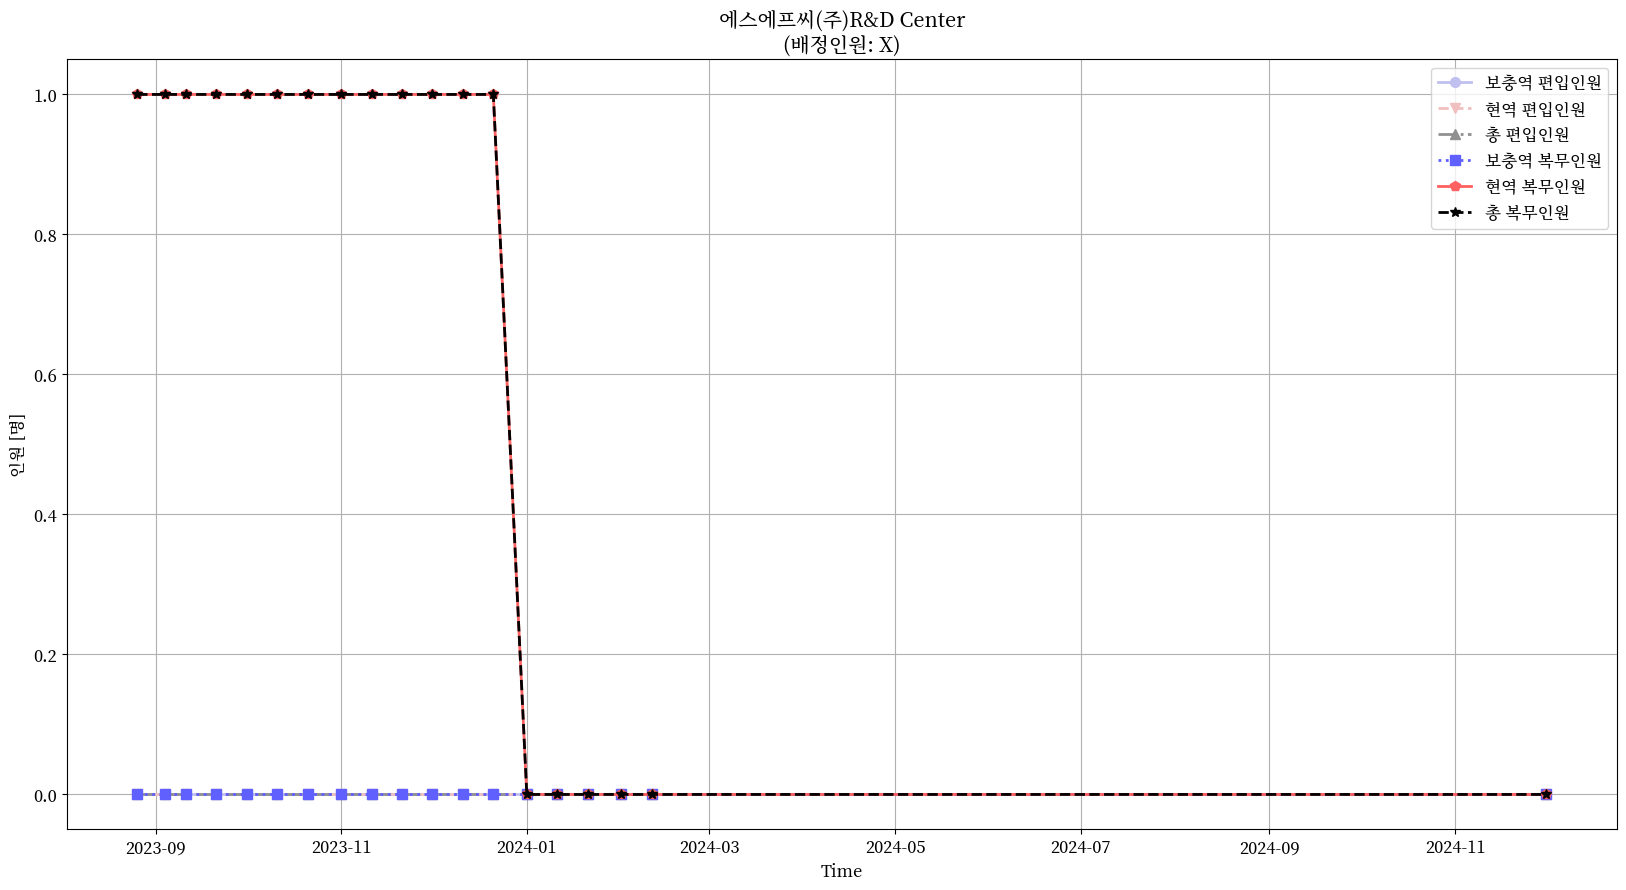 에스에프씨(주)R&D Center
(배정인원: X)
보충역 편입인원
현역 편입인원
총 편입인원
보충역 복무인원
현역 복무인원
총 복무인원
인원 [명]
1.0
0.8
0.6
0.4
0.2
0.0
2023-09
2023-11
2024-01
2024-03
2024-05
2024-07
2024-09
2024-11
Time